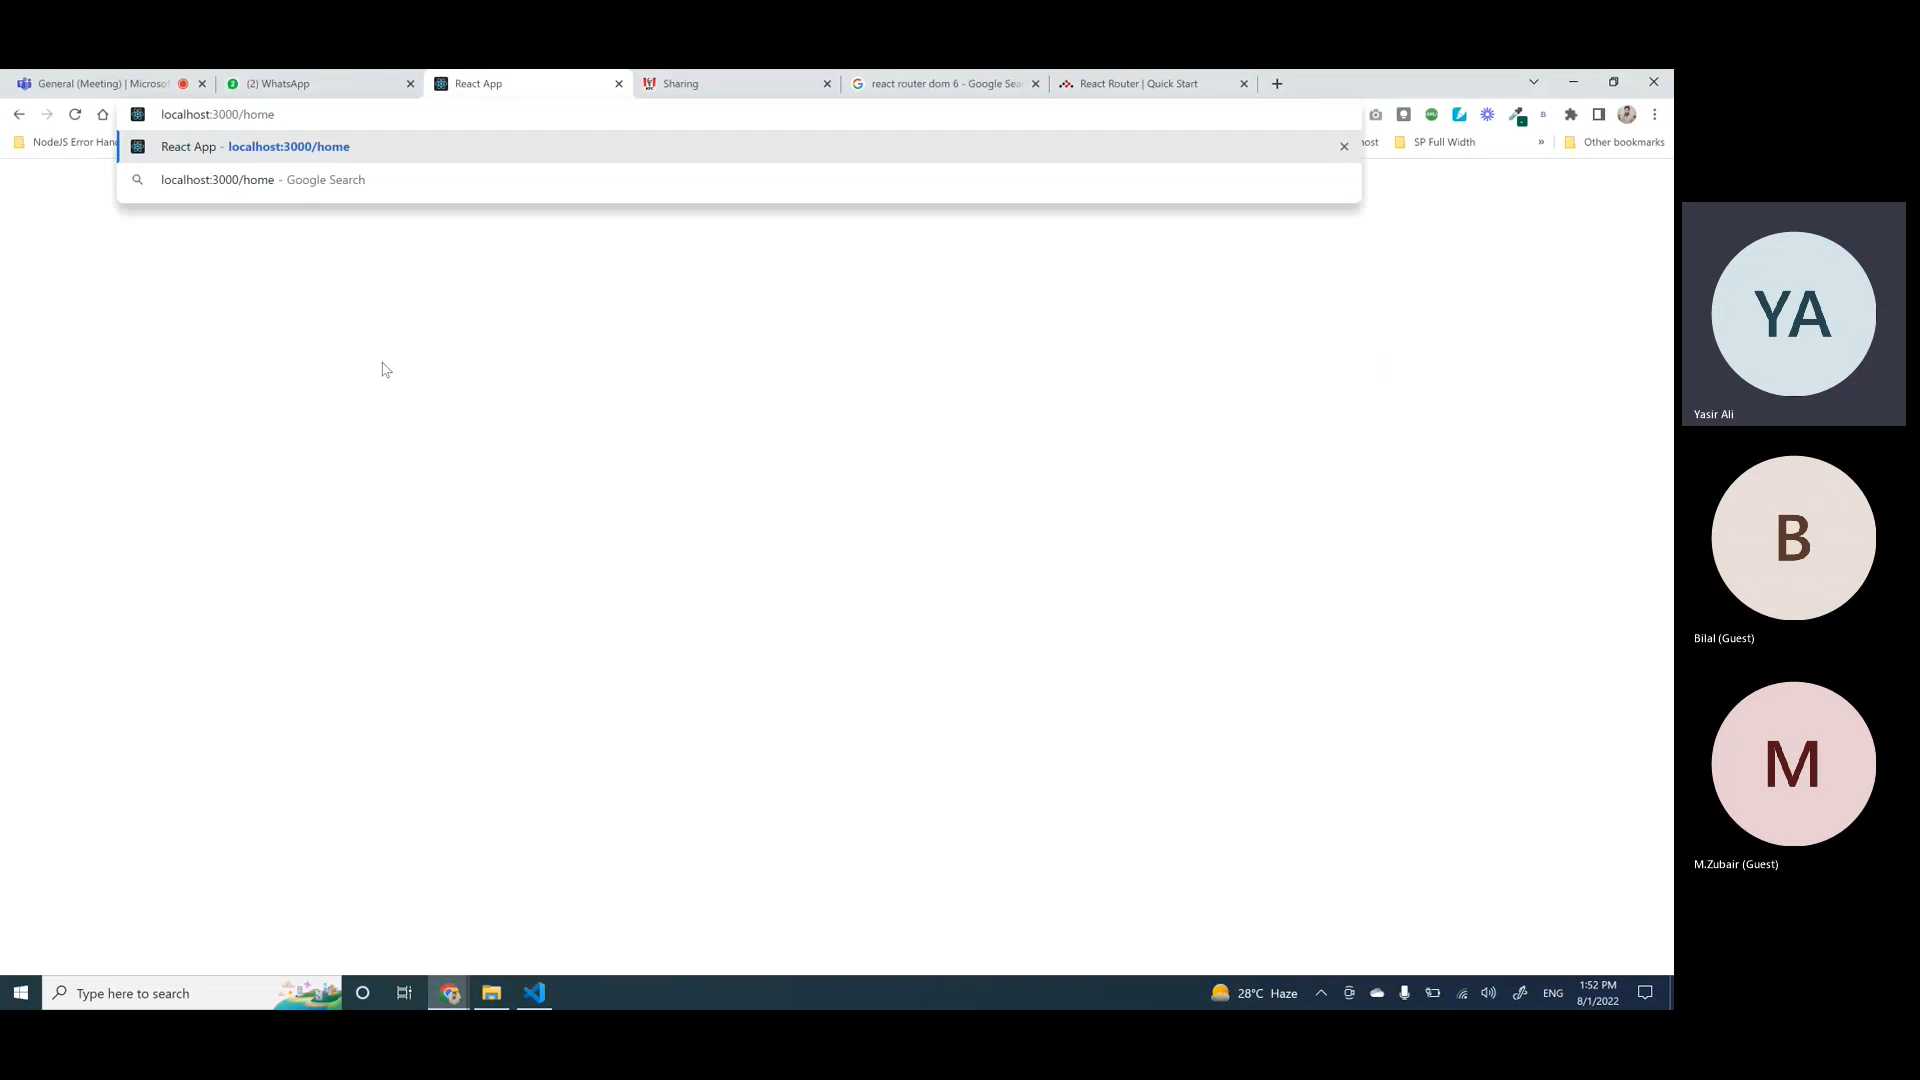 General (Meeting) | Microso
(2) WhatsApp
React App
Sharing
react router dom 6 - Google Sea
React Router | Quick Start
localhost:3000/home
React App - localhost:3000/home
localhost:3000/home - Google Search
NodeJS Error Hand
host
SP Full Width
»
Other bookmarks
YA
Yasir Ali
B
Bilal (Guest)
M
M.Zubair (Guest)
Type here to search
28°C Haze
ENG
1:52 PM
8/1/2022